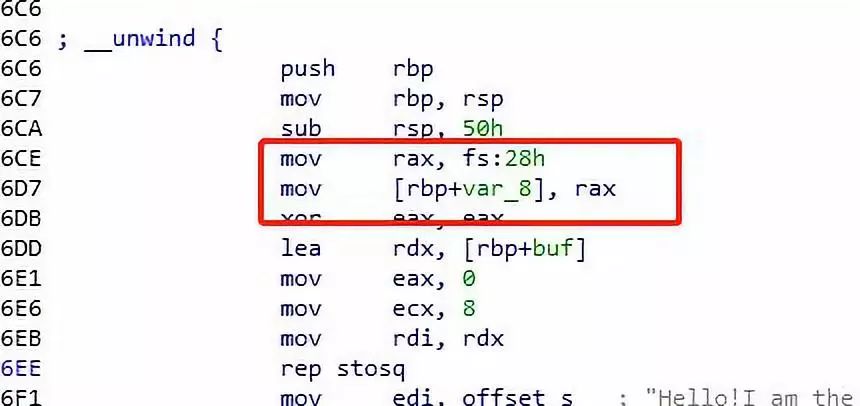 6C6
6C6 ; __unwind {
6C6 push rbp
6C7 mov rbp, rsp
6CA sub rsp, 50h
6CE mov rax, fs:28h
6D7 mov [rbp+var_8], rax
6DB xor eax, eax
6DD lea rdx, [rbp+buf]
6E1 mov eax, 0
6E6 mov ecx, 8
6EB mov rdi, rdx
6EE rep stosq
6F1 mov edi, offset s ; "Hello!I am the